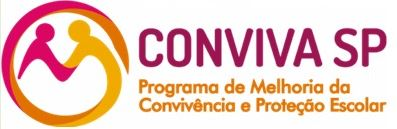 CONVIVA SP
Programa de Melhoria da
Convivência e Proteção Escolar